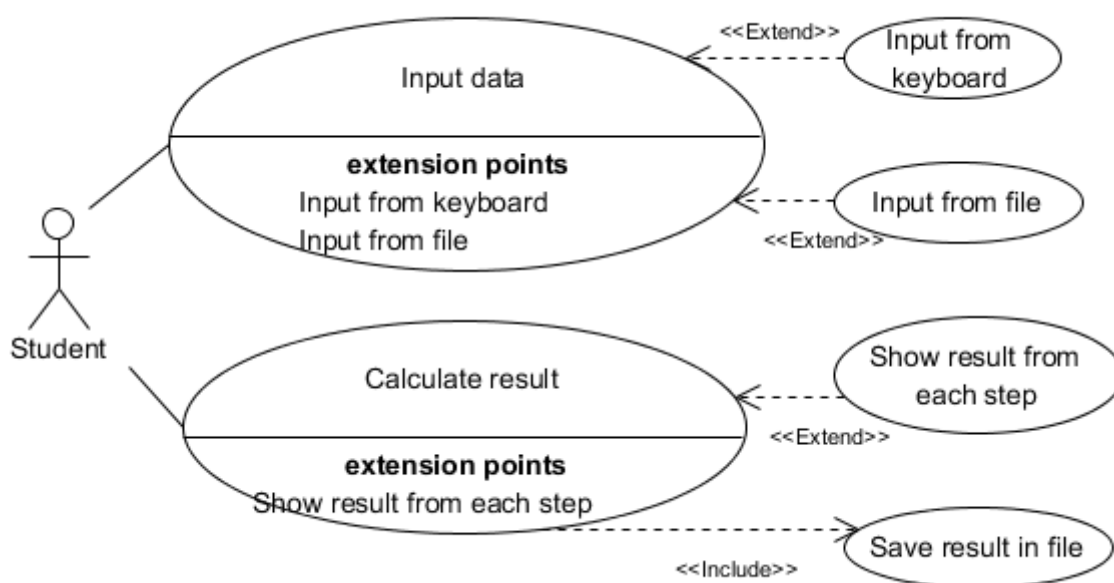 <<Extend>>
Input from
keyboard
Input data
extension points
Input from keyboard
Input from file
Input from file
<<Extend>>
Student
Show result from
each step
Calculate result
<<Extend>>
extension points
Show result from each step
Save result in file
<<Include>>